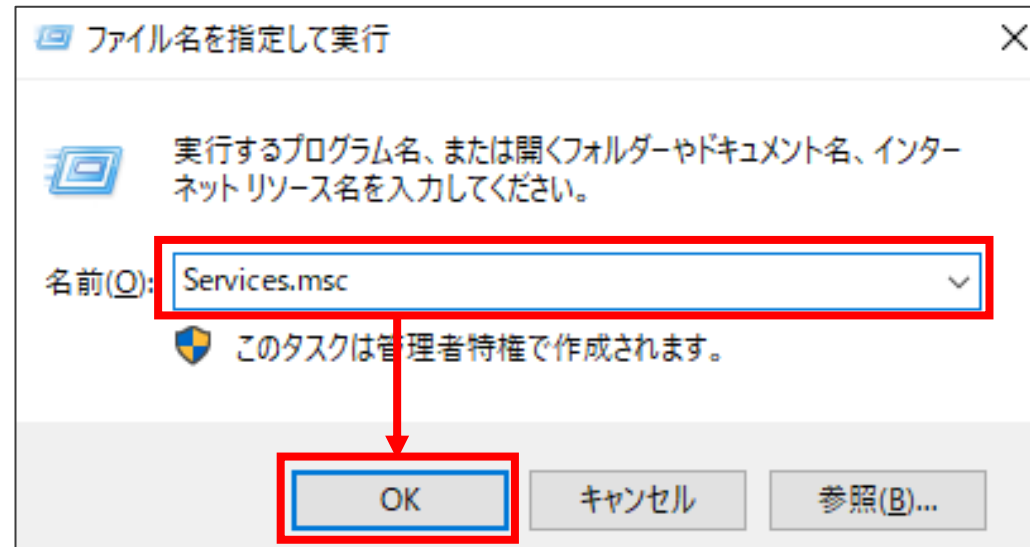 ファイル名を指定して実行
実行するプログラム名、または開くフォルダーやドキュメント名、インター
ネット リソース名を入力してください。
名前(O): Services.msc
このタスクは管理者特権で作成されます。
OK キャンセル 参照(B)...